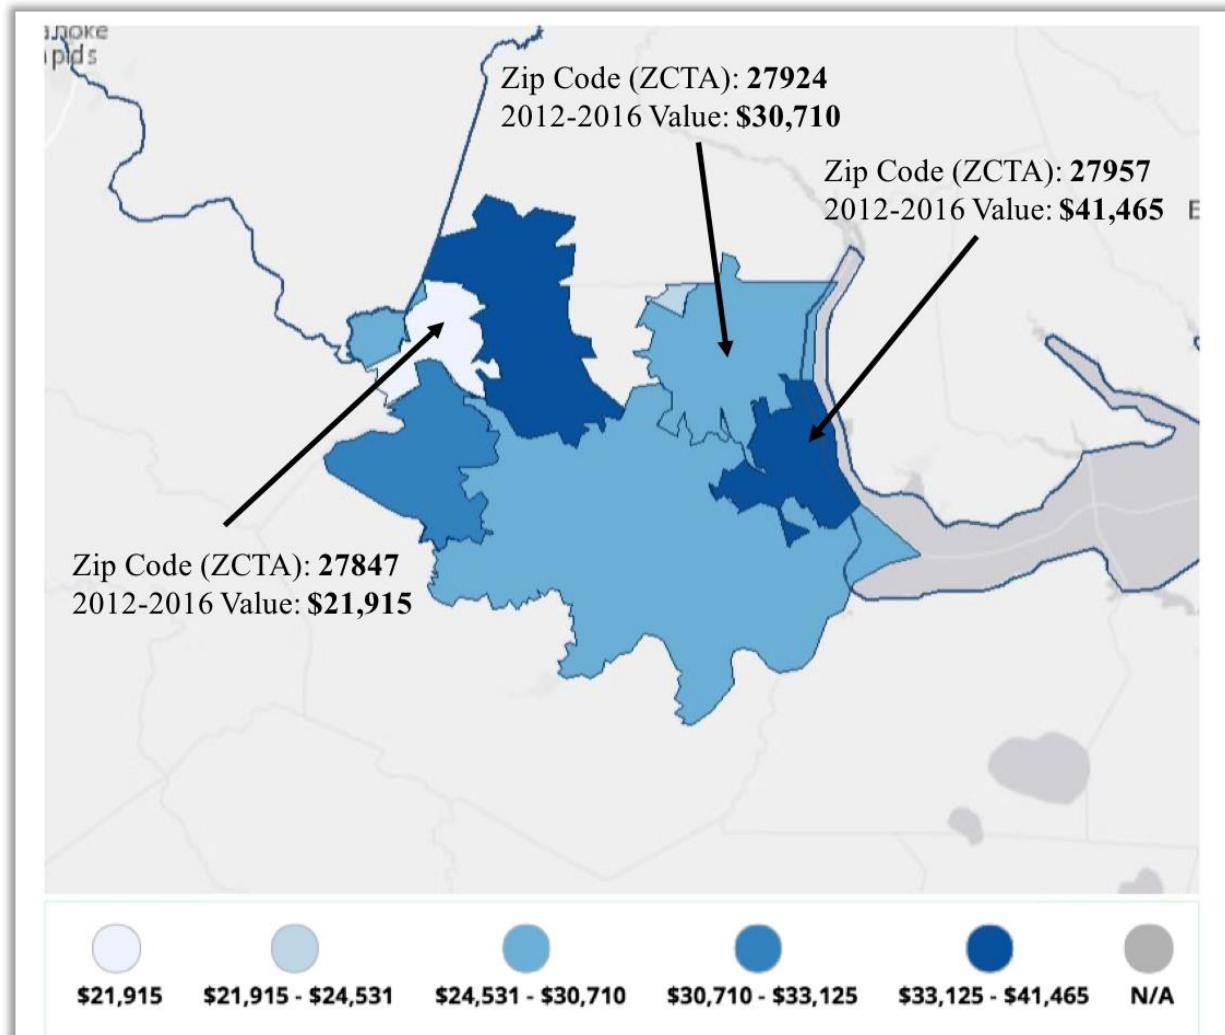 anoke
apids
Zip Code (ZCTA): 27924
2012-2016 Value: $30,710
Zip Code (ZCTA): 27957
2012-2016 Value: $41,465
E
Zip Code (ZCTA): 27847
2012-2016 Value: $21,915
$21,915
$21,915 - $24,531
$24,531 - $30,710
$30,710 - $33,125
$33,125 - $41,465
N/A